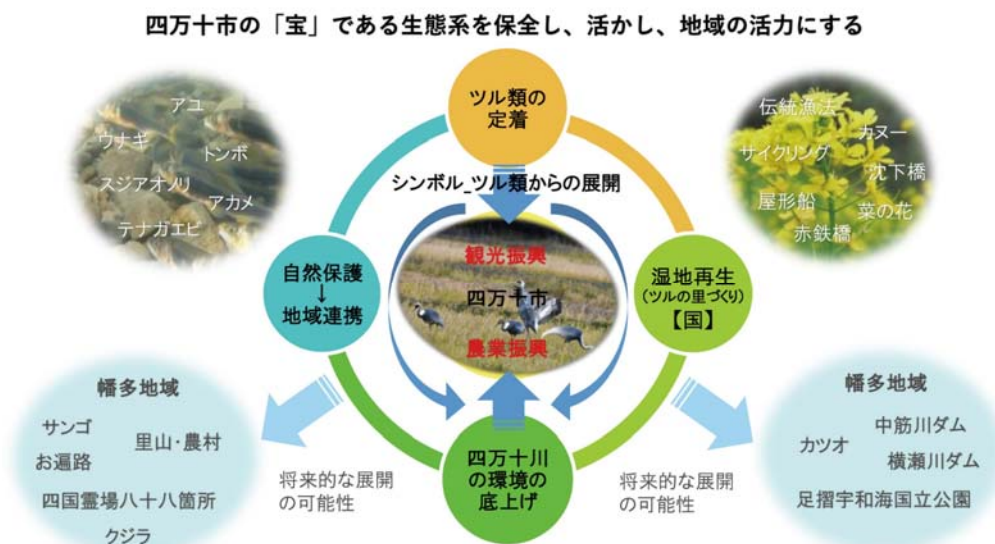 四万十市の「宝」である生態系を保全し、活かし、地域の活力にする
ツル類の
定着
シンボル_ツル類からの展開
アユ
ウナギ
トンボ
スジアオノリ
アカメ
テナガエビ
伝統漁法
カヌー
サイクリング
沈下橋
屋形船
菜の花
赤鉄橋
自然保護
↓
地域連携
観光振興
四万十市
農業振興
湿地再生
(ツルの里づくり)
【国】
幡多地域
サンゴ
里山・農村
お遍路
四国霊場八十八箇所
クジラ
将来的な展開
の可能性
四万十川
の環境の
底上げ
将来的な展開
の可能性
幡多地域
中筋川ダム
カツオ
横瀬川ダム
足摺宇和海国立公園